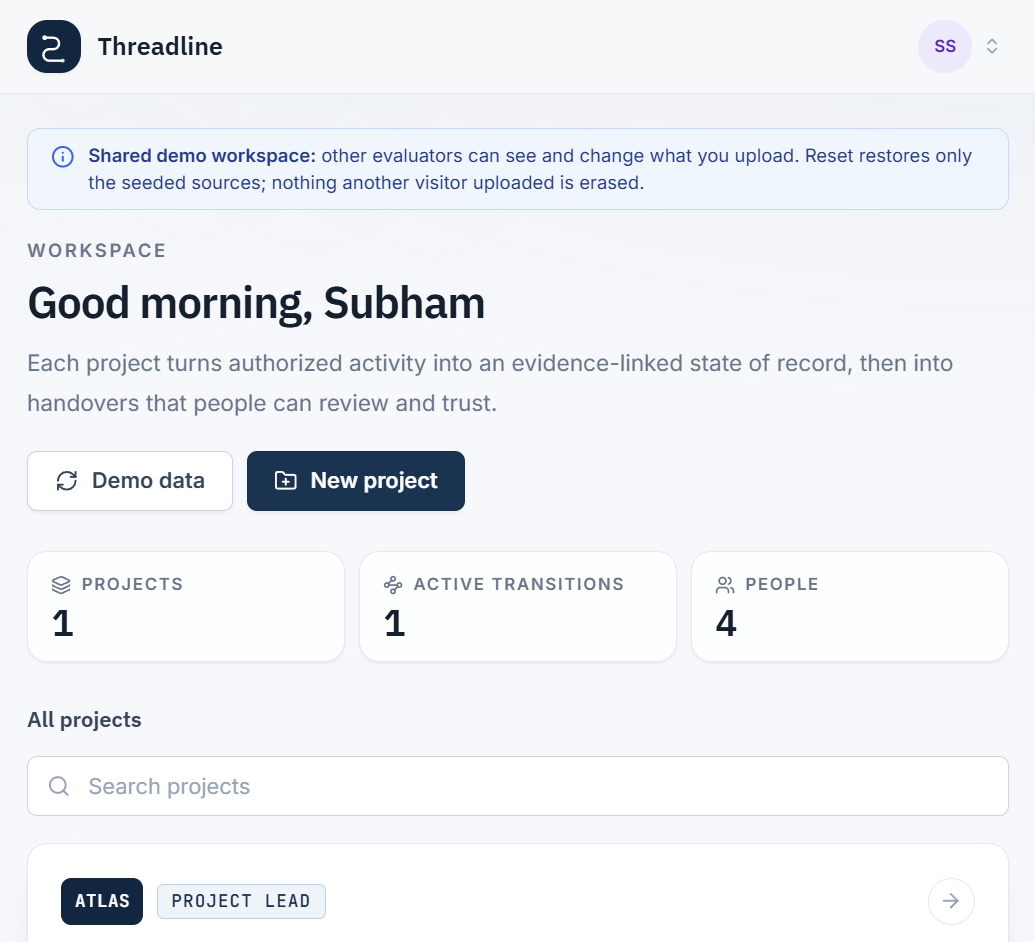 Threadline
SS
Shared demo workspace: other evaluators can see and change what you upload. Reset restores only
the seeded sources; nothing another visitor uploaded is erased.
WORKSPACE
Good morning, Subham
Each project turns authorized activity into an evidence-linked state of record, then into
handovers that people can review and trust.
Demo data
New project
PROJECTS
1
ACTIVE TRANSITIONS
1
PEOPLE
4
All projects
Search projects
ATLAS
PROJECT LEAD